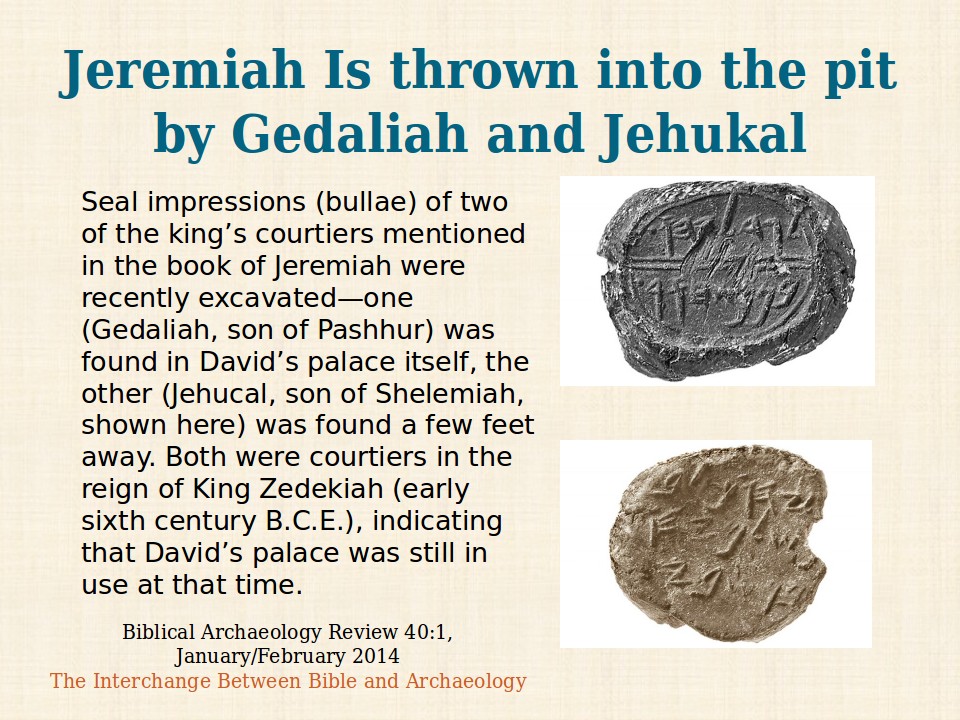 Jeremiah Is thrown into the pit
by Gedaliah and Jehukal
Seal impressions (bullae) of two
of the king’s courtiers mentioned
in the book of Jeremiah were
recently excavated—one
(Gedaliah, son of Pashhur) was
found in David’s palace itself, the
other (Jehucal, son of Shelemiah,
shown here) was found a few feet
away. Both were courtiers in the
reign of King Zedekiah (early
sixth century B.C.E.), indicating
that David’s palace was still in
use at that time.
Biblical Archaeology Review 40:1,
January/February 2014
The Interchange Between Bible and Archaeology